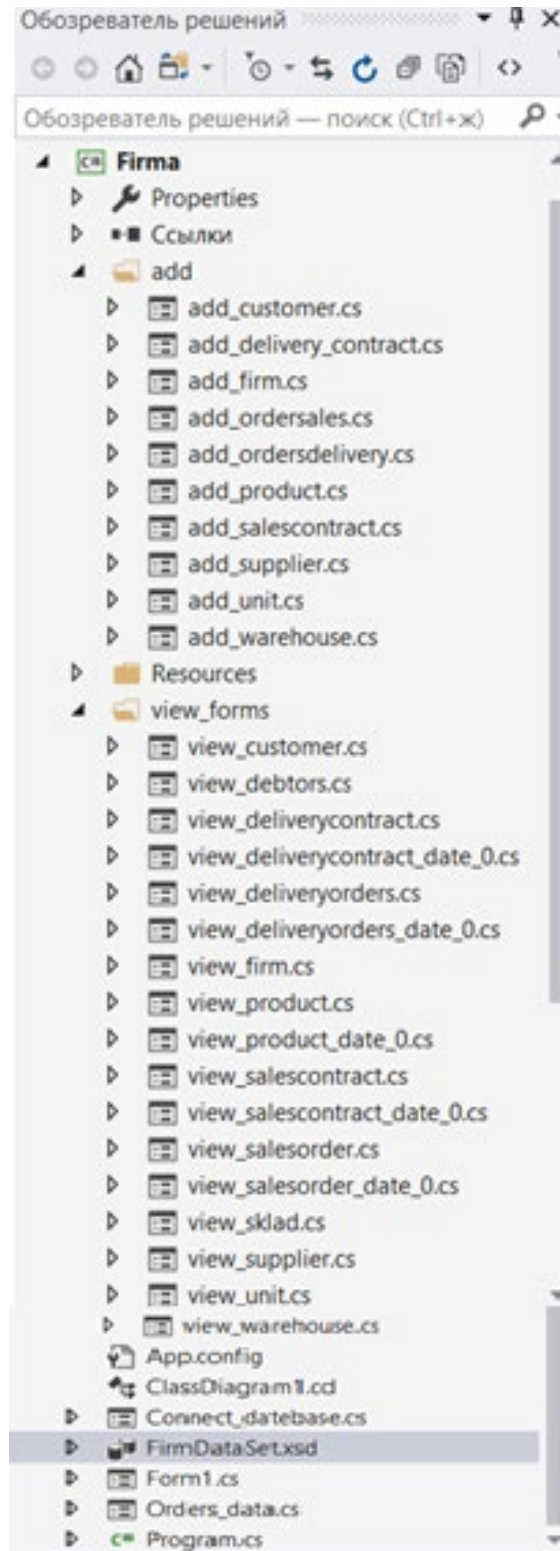 Обозреватель решений
Обозреватель решений — поиск (Ctrl+ж)
C# Firma
Properties
Ссылки
add
add_customer.cs
add_delivery_contract.cs
add_firm.cs
add_ordersales.cs
add_ordersdelivery.cs
add_product.cs
add_salescontract.cs
add_supplier.cs
add_unit.cs
add_warehouse.cs
Resources
view_forms
view_customer.cs
view_debtors.cs
view_deliverycontract.cs
view_deliverycontract_date_0.cs
view_deliveryorders.cs
view_deliveryorders_date_0.cs
view_firm.cs
view_product.cs
view_product_date_0.cs
view_salescontract.cs
view_salescontract_date_0.cs
view_salesorder.cs
view_salesorder_date_0.cs
view_sklad.cs
view_supplier.cs
view_unit.cs
view_warehouse.cs
App.config
ClassDiagram1.cd
Connect_datebase.cs
FirmDataSet.xsd
Form1.cs
Orders_data.cs
C# Program.cs